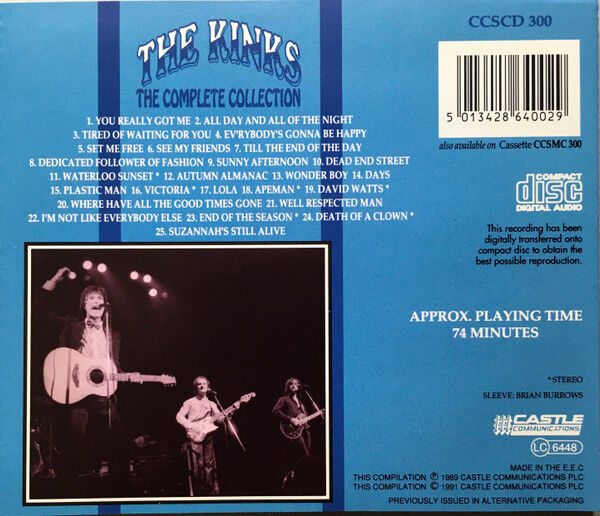 THE KINKS
THE COMPLETE COLLECTION
1. YOU REALLY GOT ME 2. ALL DAY AND ALL OF THE NIGHT
3. TIRED OF WAITING FOR YOU 4. EV'RYBODY'S GONNA BE HAPPY
5. SET ME FREE 6. SEE MY FRIENDS 7. TILL THE END OF THE DAY
8. DEDICATED FOLLOWER OF FASHION 9. SUNNY AFTERNOON 10. DEAD END STREET
11. WATERLOO SUNSET * 12. AUTUMN ALMANAC 13. WONDER BOY 14. DAYS
15. PLASTIC MAN 16. VICTORIA * 17. LOLA 18. APEMAN * 19. DAVID WATTS *
20. WHERE HAVE ALL THE GOOD TIMES GONE 21. WELL RESPECTED MAN
22. I'M NOT LIKE EVERYBODY ELSE 23. END OF THE SEASON * 24. DEATH OF A CLOWN *
25. SUZANNAH'S STILL ALIVE
CCSCD 300
5 013428 640029
also available on Cassette CCSMC 300
COMPACT
disc
DIGITAL AUDIO
This recording has been
digitally transferred onto
compact disc to obtain the
best possible reproduction.
APPROX. PLAYING TIME
74 MINUTES
* STEREO
SLEEVE: BRIAN BURROWS
CASTLE
COMMUNICATIONS
LC 6448
MADE IN THE E.E.C
THIS COMPILATION ℗ 1989 CASTLE COMMUNICATIONS PLC
THIS COMPILATION © 1991 CASTLE COMMUNICATIONS PLC
PREVIOUSLY ISSUED IN ALTERNATIVE PACKAGING